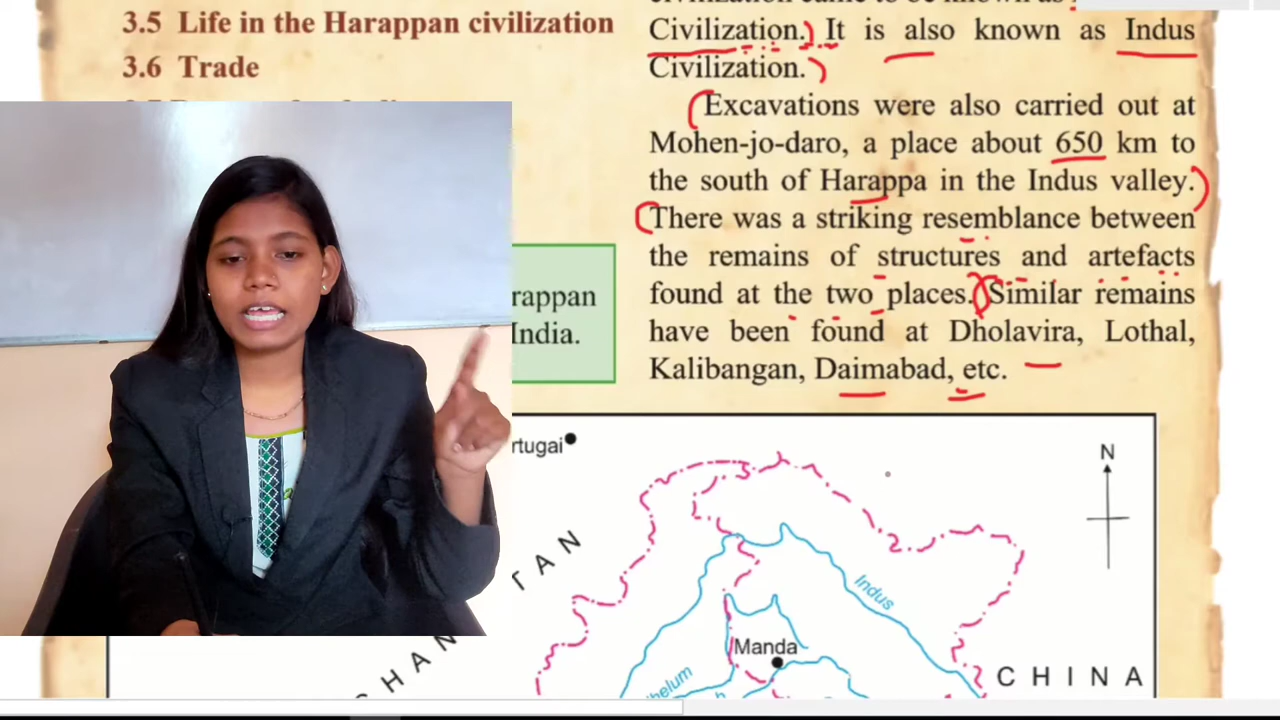 3.5 Life in the Harappan civilization
3.6 Trade
Civilization. It is also known as Indus
Civilization.
Excavations were also carried out at
Mohen-jo-daro, a place about 650 km to
the south of Harappa in the Indus valley.
There was a striking resemblance between
the remains of structures and artefacts
found at the two places. Similar remains
have been found at Dholavira, Lothal,
Kalibangan, Daimabad, etc.
rappan
India.
rtugai
N
TAN
Indus
Manda
CHINA
HAN
helum